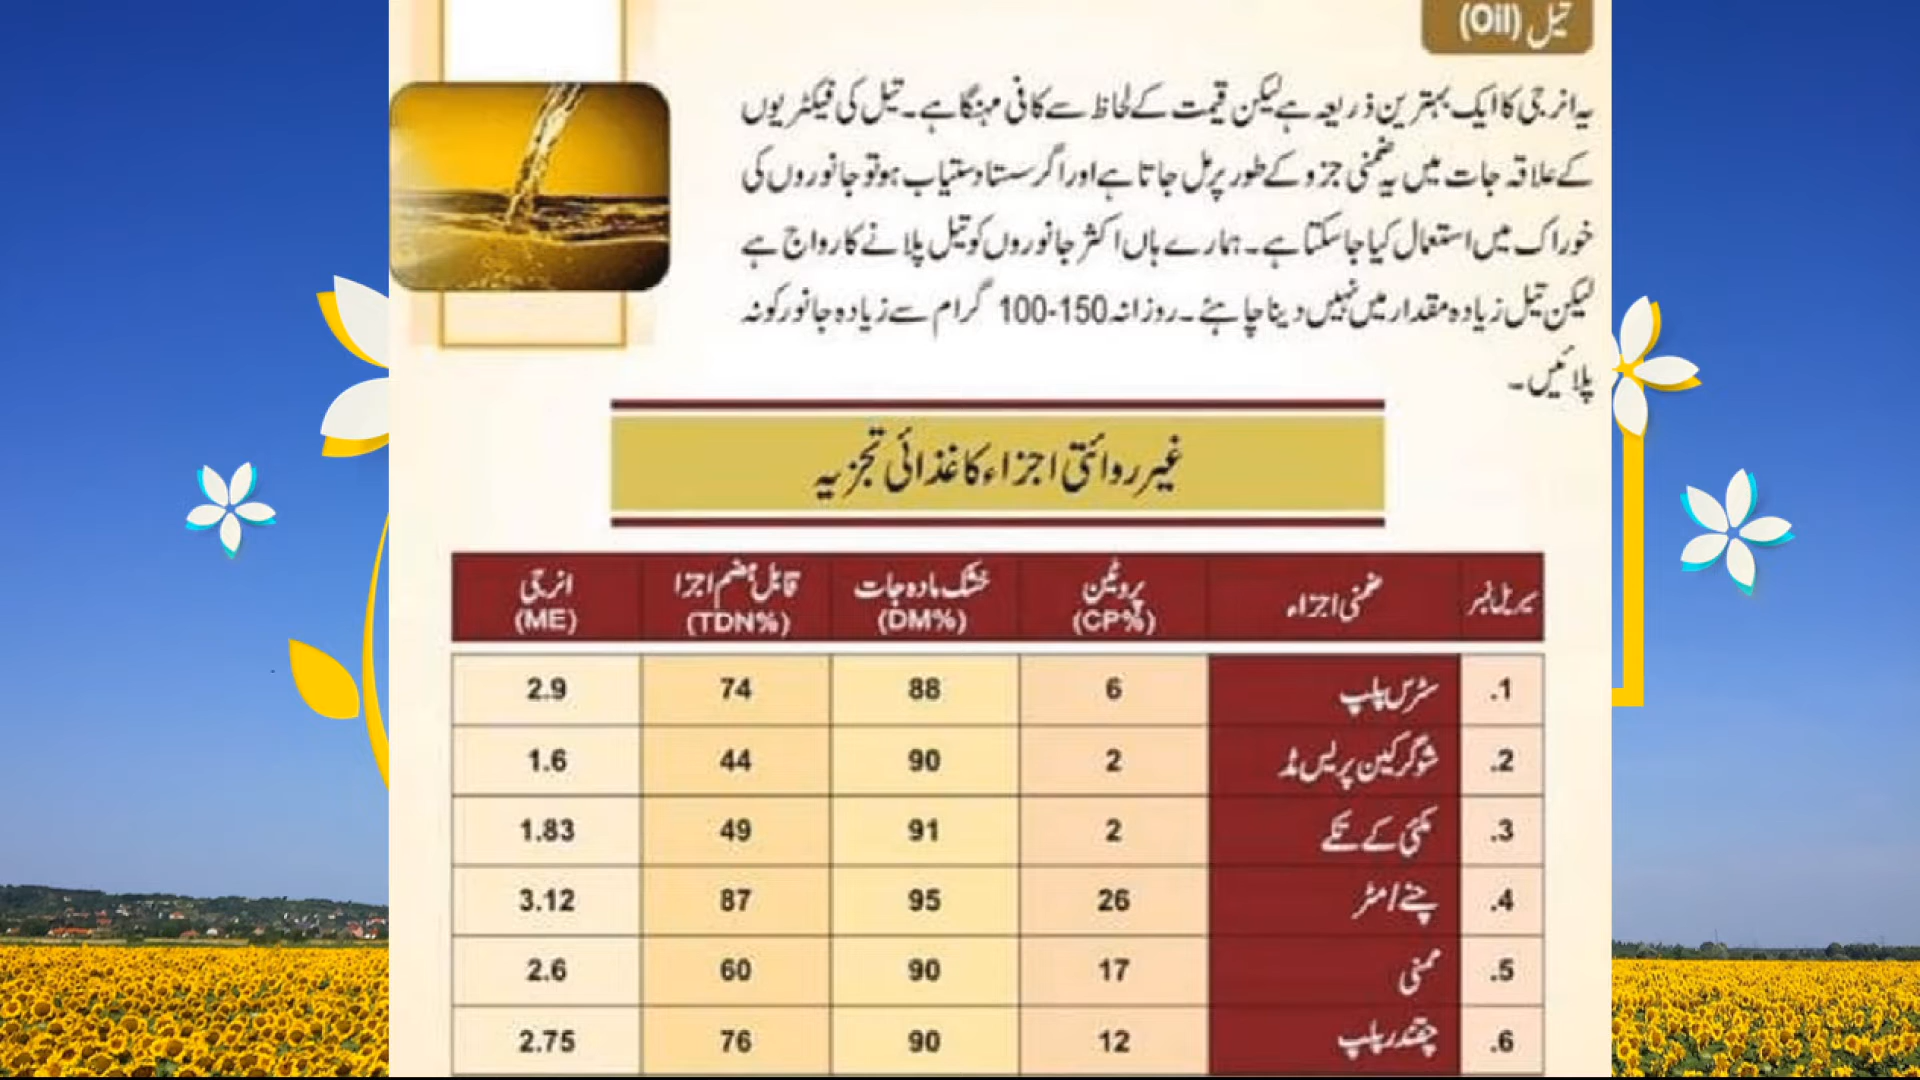 تیل (Oil)
یہ انرجی کا ایک بہترین ذریعہ ہے لیکن قیمت کے لحاظ سے کافی مہنگا ہے۔ تیل کی فیکٹریوں
کے علاقہ جات میں یہ ضمنی جزو کے طور پر مل جاتا ہے اور اگر سستا دستیاب ہو تو جانوروں کی
خوراک میں استعمال کیا جا سکتا ہے۔ ہمارے ہاں اکثر جانوروں کو تیل پلانے کا رواج ہے
لیکن تیل زیادہ مقدار میں نہیں دینا چاہئے۔ روزانہ 150-100 گرام سے زیادہ جانور کو نہ
پلائیں۔
غیر روائتی اجزاء کا غذائی تجزیہ
سیریل نمبر ضمنی اجزاء پروٹین (CP%) خشک مادہ جات (DM%) قابل ہضم اجزا (TDN%) انرجی (ME)
1. سٹرس پلپ 6 88 74 2.9
2. شوگر کین پریس مڈ 2 90 44 1.6
3. مکئی کے تکے 2 91 49 1.83
4. چنے/مٹر 26 95 87 3.12
5. ممنی 17 90 60 2.6
6. چقندر پلپ 12 90 76 2.75